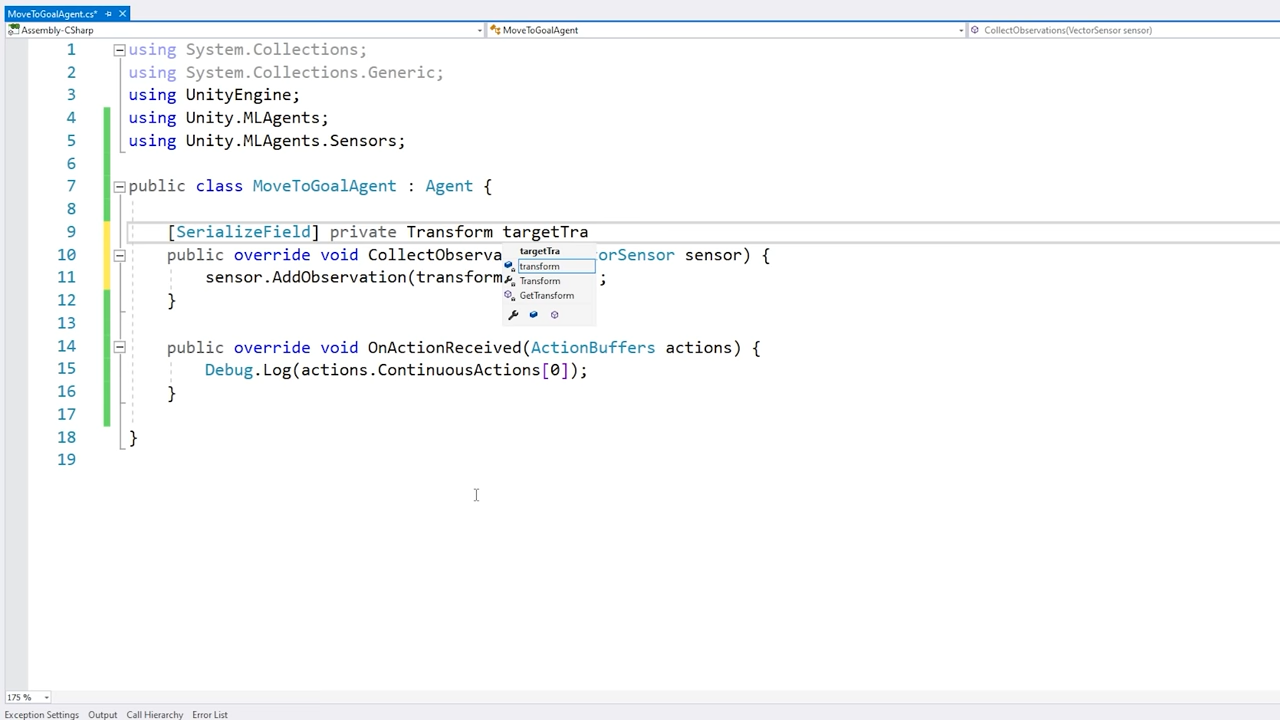 MoveToGoalAgent.cs*
Assembly-CSharp MoveToGoalAgent CollectObservations(VectorSensor sensor)
1 using System.Collections;
2 using System.Collections.Generic;
3 using UnityEngine;
4 using Unity.MLAgents;
5 using Unity.MLAgents.Sensors;
6
7 public class MoveToGoalAgent : Agent {
8
9 [SerializeField] private Transform targetTra
10 public override void CollectObserva rSensor sensor) {
targetTra
transform
11 sensor.AddObservation(transform ;
Transform
12 }
GetTransform
13
14 public override void OnActionReceived(ActionBuffers actions) {
15 Debug.Log(actions.ContinuousActions[0]);
16 }
17
18 }
19
175 %
Exception Settings Output Call Hierarchy Error List